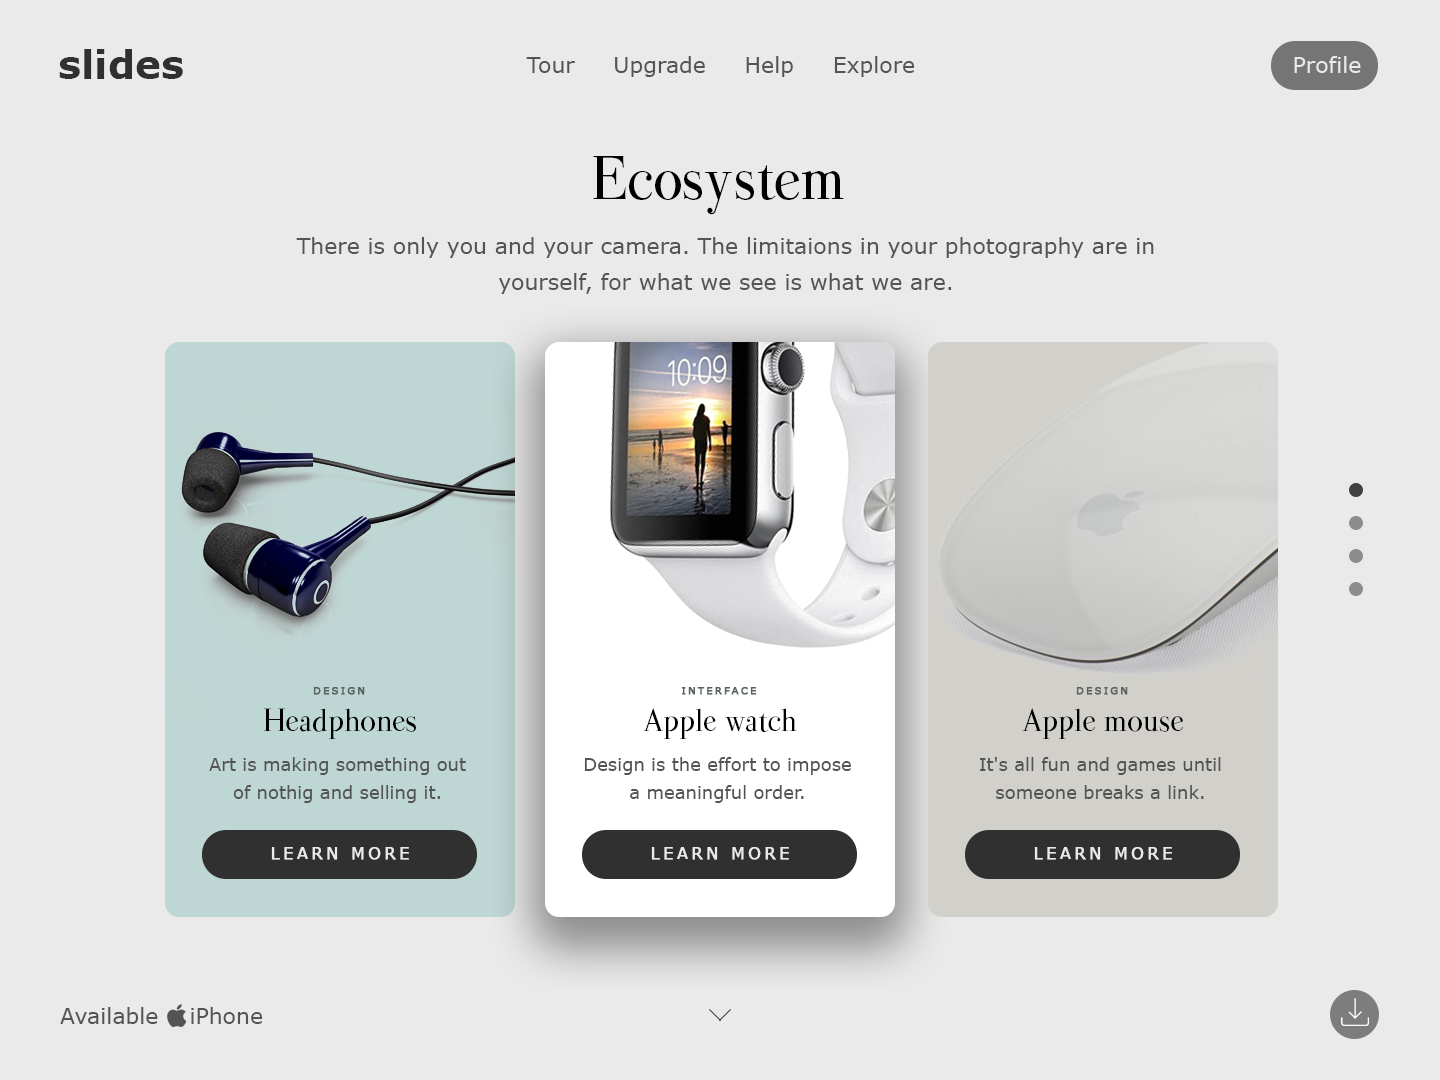 slides
Tour Upgrade Help Explore
Profile
Ecosystem
There is only you and your camera. The limitaions in your photography are in
yourself, for what we see is what we are.
10:09
DESIGN
Headphones
Art is making something out
of nothig and selling it.
LEARN MORE
INTERFACE
Apple watch
Design is the effort to impose
a meaningful order.
LEARN MORE
DESIGN
Apple mouse
It's all fun and games until
someone breaks a link.
LEARN MORE
Available iPhone